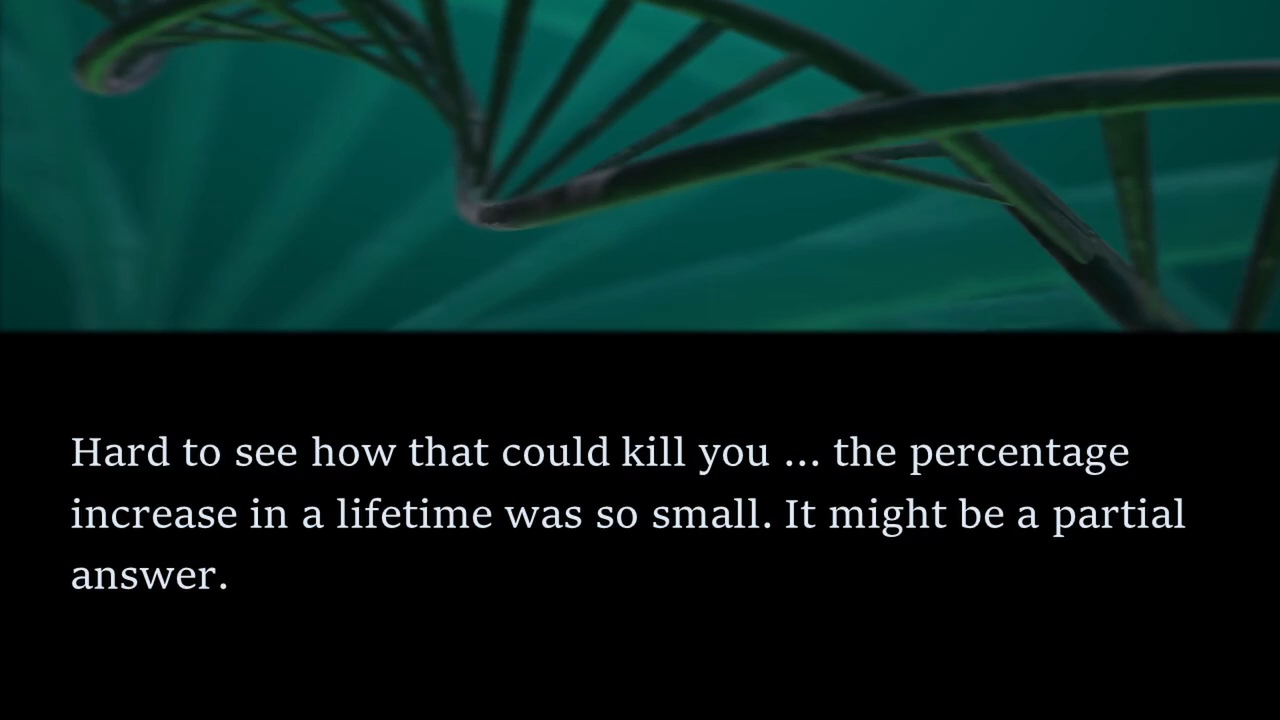 Hard to see how that could kill you ... the percentage
increase in a lifetime was so small. It might be a partial
answer.